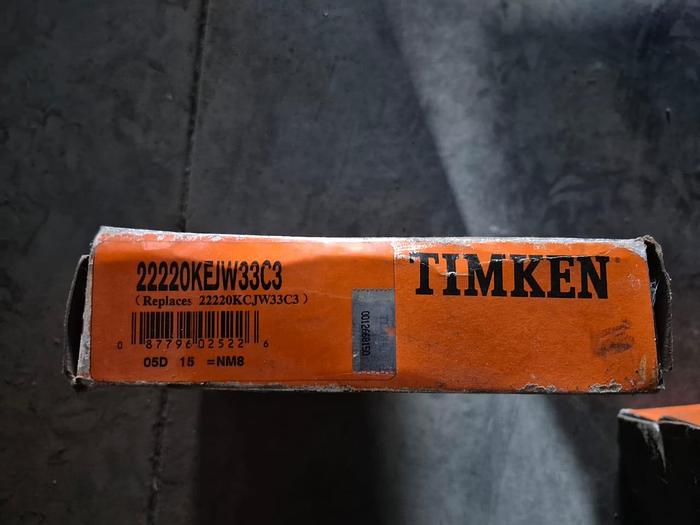 22220KEJW33C3
(Replaces 22220KCJW33C3)
0 87796 02522 6
05D 15 =NM8
TIMKEN